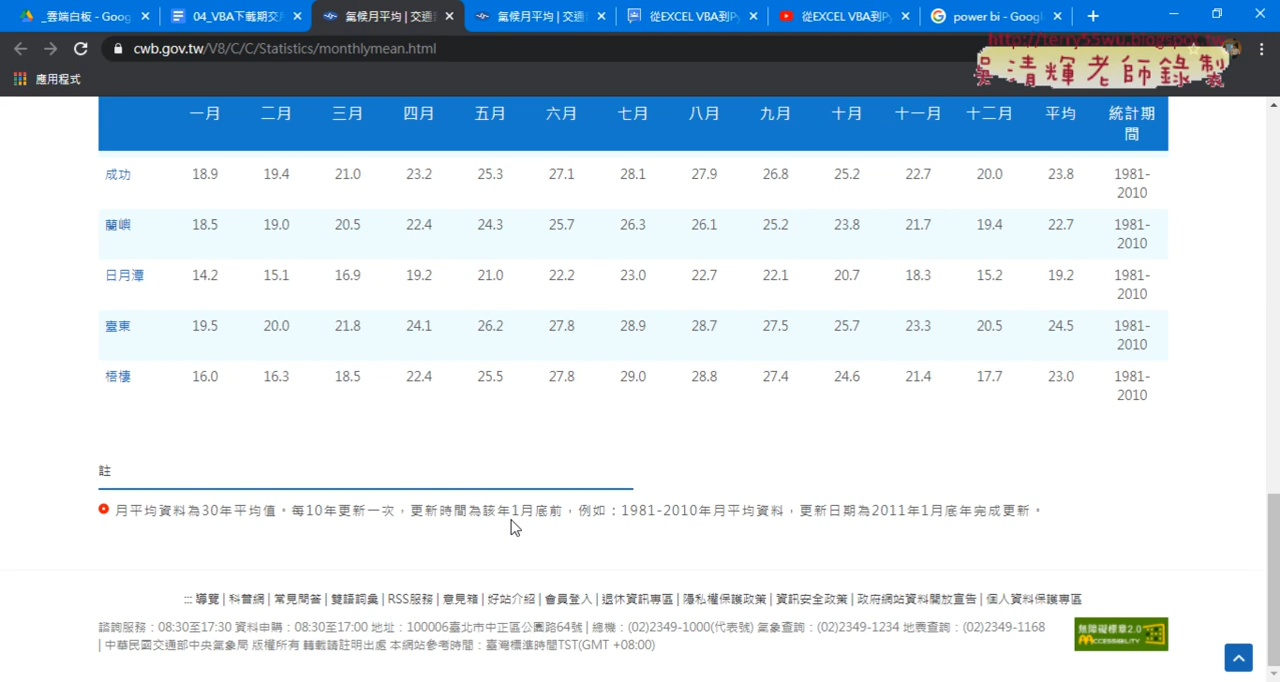 _雲端白板 - Goog
04_VBA下載期交
氣候月平均 | 交通
氣候月平均 | 交通
從EXCEL VBA到Py
從EXCEL VBA到P
power bi - Googl
cwb.gov.tw/V8/C/C/Statistics/monthlymean.html
http://terry55wu.blogspot.tw
吳清輝老師錄製
應用程式
一月 二月 三月 四月 五月 六月 七月 八月 九月 十月 十一月 十二月 平均 統計期間
成功 18.9 19.4 21.0 23.2 25.3 27.1 28.1 27.9 26.8 25.2 22.7 20.0 23.8 1981-2010
蘭嶼 18.5 19.0 20.5 22.4 24.3 25.7 26.3 26.1 25.2 23.8 21.7 19.4 22.7 1981-2010
日月潭 14.2 15.1 16.9 19.2 21.0 22.2 23.0 22.7 22.1 20.7 18.3 15.2 19.2 1981-2010
臺東 19.5 20.0 21.8 24.1 26.2 27.8 28.9 28.7 27.5 25.7 23.3 20.5 24.5 1981-2010
梧棲 16.0 16.3 18.5 22.4 25.5 27.8 29.0 28.8 27.4 24.6 21.4 17.7 23.0 1981-2010
註
月平均資料為30年平均值。每10年更新一次，更新時間為該年1月底前，例如：1981-2010年月平均資料，更新日期為2011年1月底年完成更新。
::: 導覽 | 科普網 | 常見問答 | 雙語詞彙 | RSS服務 | 意見箱 | 好站介紹 | 會員登入 | 退休資訊專區 | 隱私權保護政策 | 資訊安全政策 | 政府網站資料開放宣告 | 個人資料保護專區
諮詢服務：08:30至17:30 資料申購：08:30至17:00 地址：100006臺北市中正區公園路64號 | 總機：(02)2349-1000(代表號) 氣象查詢：(02)2349-1234 地震查詢：(02)2349-1168
| 中華民國交通部中央氣象局 版權所有 轉載請註明出處 本網站參考時間：臺灣標準時間TST(GMT +08:00)
無障礙標章2.0
ACCESSIBILITY